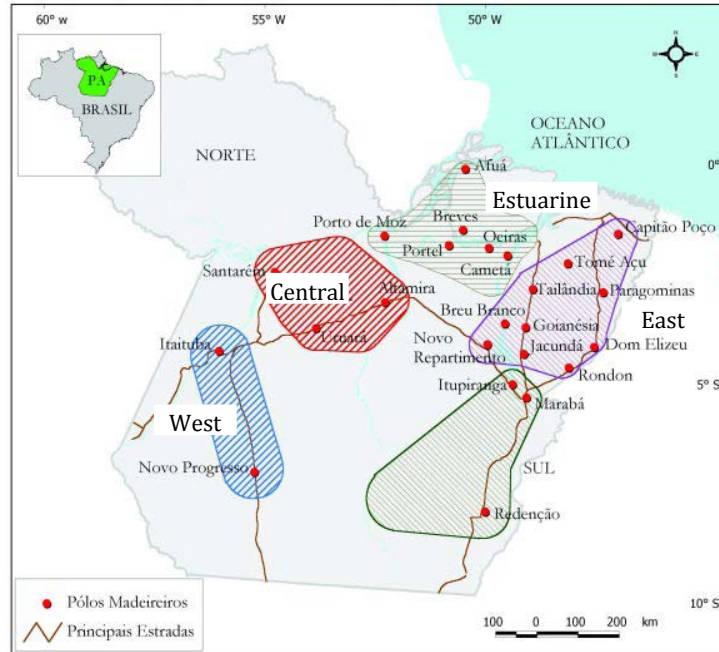 60° W
55° W
50° W
PA
BRASIL
N
S
OCEANO
ATLÂNTICO
NORTE
0°
Afuá
Estuarine
Porto de Moz
Breves
Oeiras
Capitão Poço
Portel
Cametá
Tomé Açu
Santarém
Central
Altamira
Tailândia
Paragominas
Breu Branco
East
Uruará
Goianésia
Novo
Repartimento
Jacundá
Dom Elizeu
Itaituba
Itupiranga
Rondon
5° S
Marabá
West
Novo Progresso
SUL
Redenção
Pólos Madeireiros
Principais Estradas
10° S
100 0 100 200 km